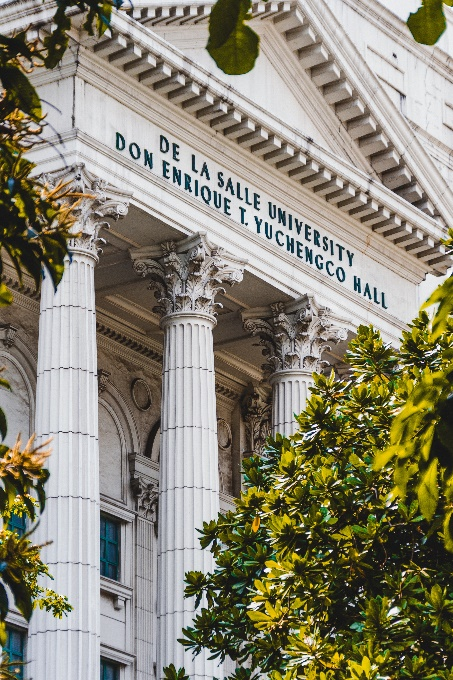 DE LA SALLE UNIVERSITY
DON ENRIQUE T. YUCHENGCO HALL